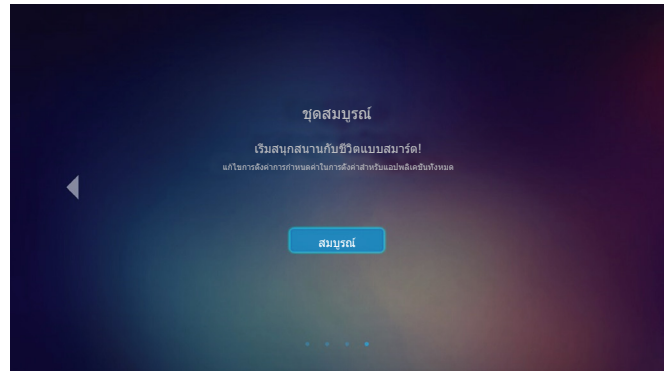 ชุดสมบูรณ์
เริ่มสนุกสนานกับชีวิตแบบสมาร์ต!
แก้ไขการตั้งค่าการกำหนดค่าในการตั้งค่าสำหรับแอปพลิเคชันทั้งหมด
สมบูรณ์